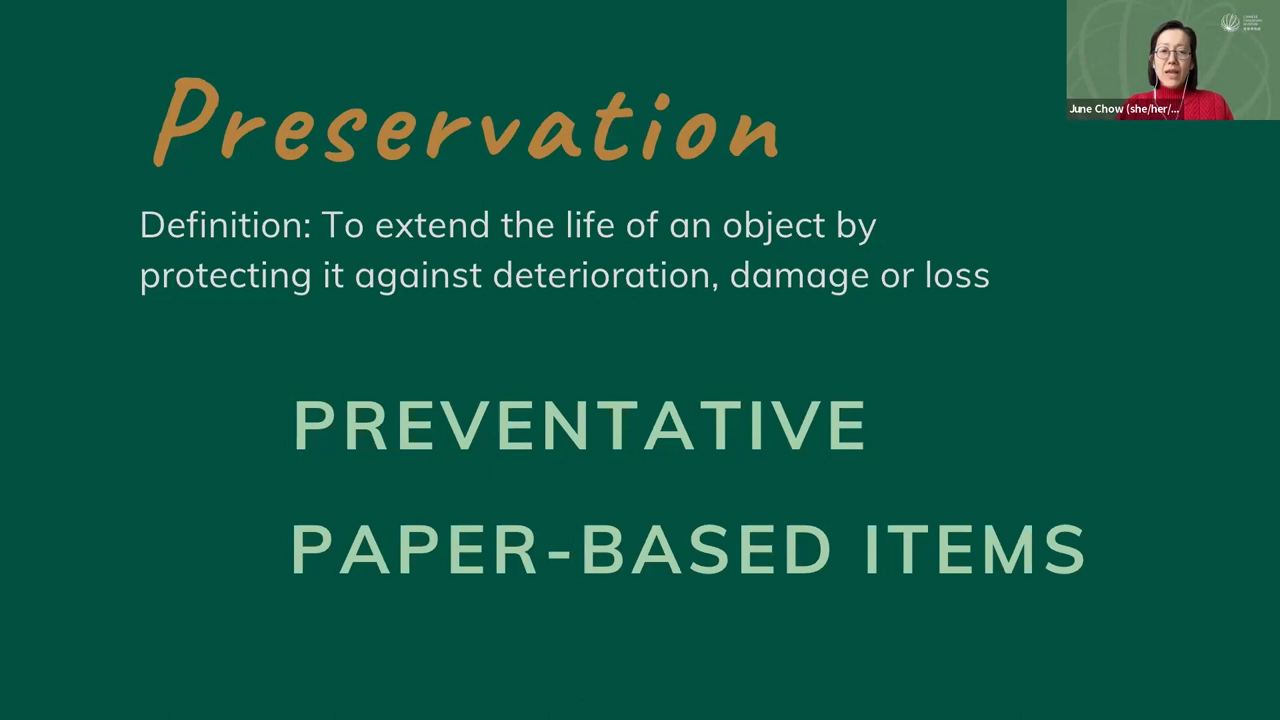 Preservation
Definition: To extend the life of an object by
protecting it against deterioration, damage or loss
PREVENTATIVE
PAPER-BASED ITEMS
June Chow (she/her/...